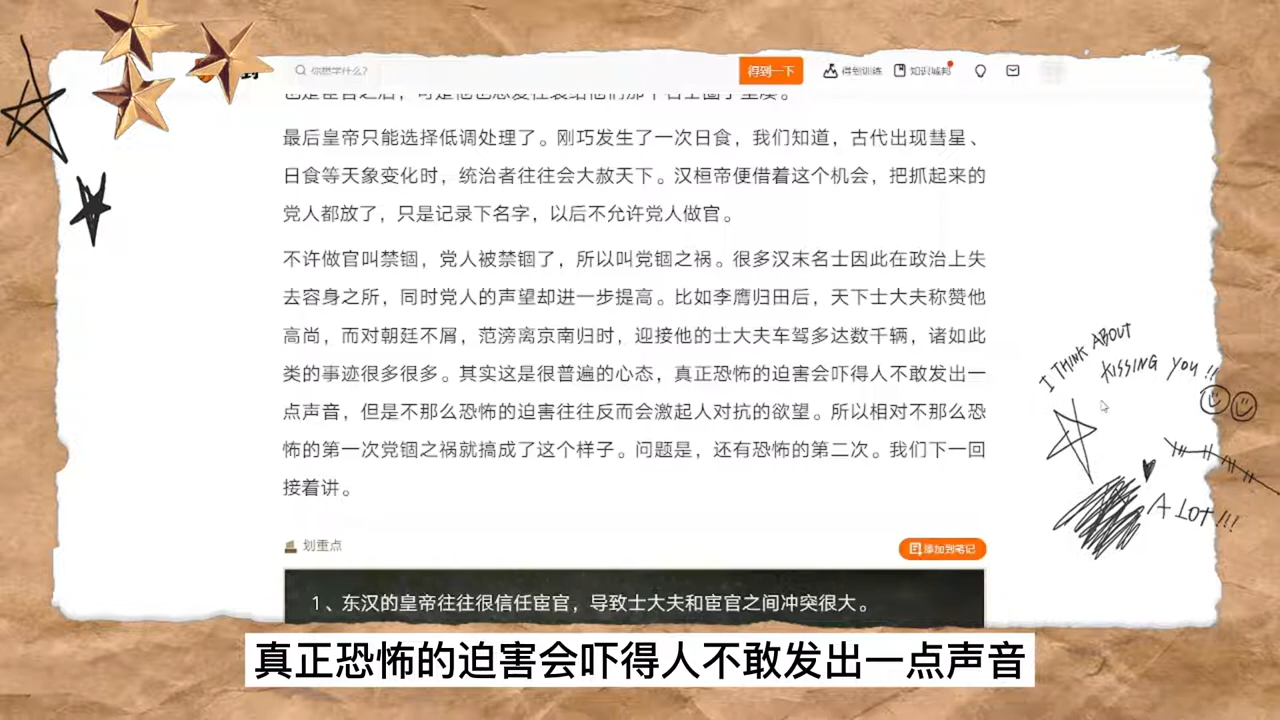 你想学什么?
得到一下
得到训练
知识城邦
最后皇帝只能选择低调处理了。刚巧发生了一次日食，我们知道，古代出现彗星、
日食等天象变化时，统治者往往会大赦天下。汉桓帝便借着这个机会，把抓起来的
党人都放了，只是记录下名字，以后不允许党人做官。
不许做官叫禁锢，党人被禁锢了，所以叫党锢之祸。很多汉末名士因此在政治上失
去容身之所，同时党人的声望却进一步提高。比如李膺归田后，天下士大夫称赞他
高尚，而对朝廷不屑，范滂离京南归时，迎接他的士大夫车驾多达数千辆，诸如此
类的事迹很多很多。其实这是很普遍的心态，真正恐怖的迫害会吓得人不敢发出一
点声音，但是不那么恐怖的迫害往往反而会激起人对抗的欲望。所以相对不那么恐
怖的第一次党锢之祸就搞成了这个样子。问题是，还有恐怖的第二次。我们下一回
接着讲。
I THINK ABOUT
KISSING YOU !!
A LOT !!!
划重点
添加到笔记
1、东汉的皇帝往往很信任宦官，导致士大夫和宦官之间冲突很大。
真正恐怖的迫害会吓得人不敢发出一点声音